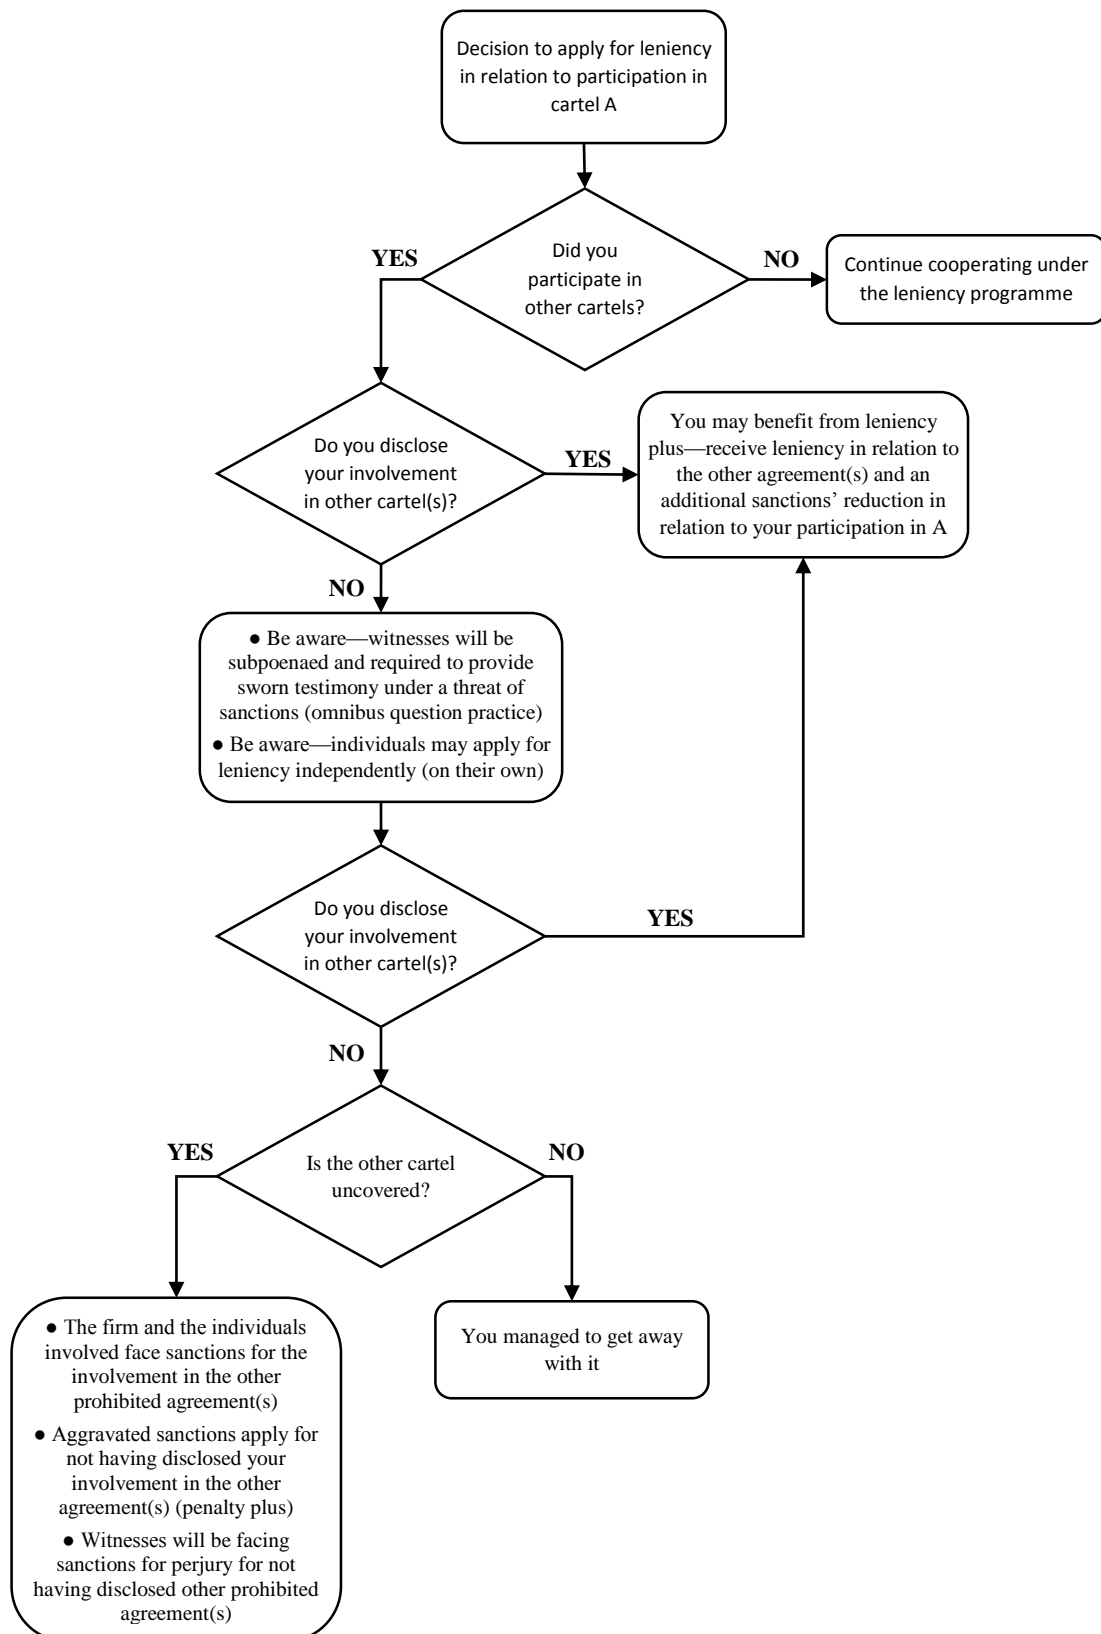 Decision to apply for leniency
in relation to participation in
cartel A
YES
Did you
participate in
other cartels?
NO
Continue cooperating under
the leniency programme
Do you disclose
your involvement
in other cartel(s)?
YES
You may benefit from leniency
plus—receive leniency in relation to
the other agreement(s) and an
additional sanctions’ reduction in
relation to your participation in A
NO
● Be aware—witnesses will be
subpoenaed and required to provide
sworn testimony under a threat of
sanctions (omnibus question practice)
● Be aware—individuals may apply for
leniency independently (on their own)
Do you disclose
your involvement
in other cartel(s)?
YES
NO
YES
Is the other cartel
uncovered?
NO
● The firm and the individuals
involved face sanctions for the
involvement in the other
prohibited agreement(s)
● Aggravated sanctions apply for
not having disclosed your
involvement in the other
agreement(s) (penalty plus)
● Witnesses will be facing
sanctions for perjury for not
having disclosed other prohibited
agreement(s)
You managed to get away
with it